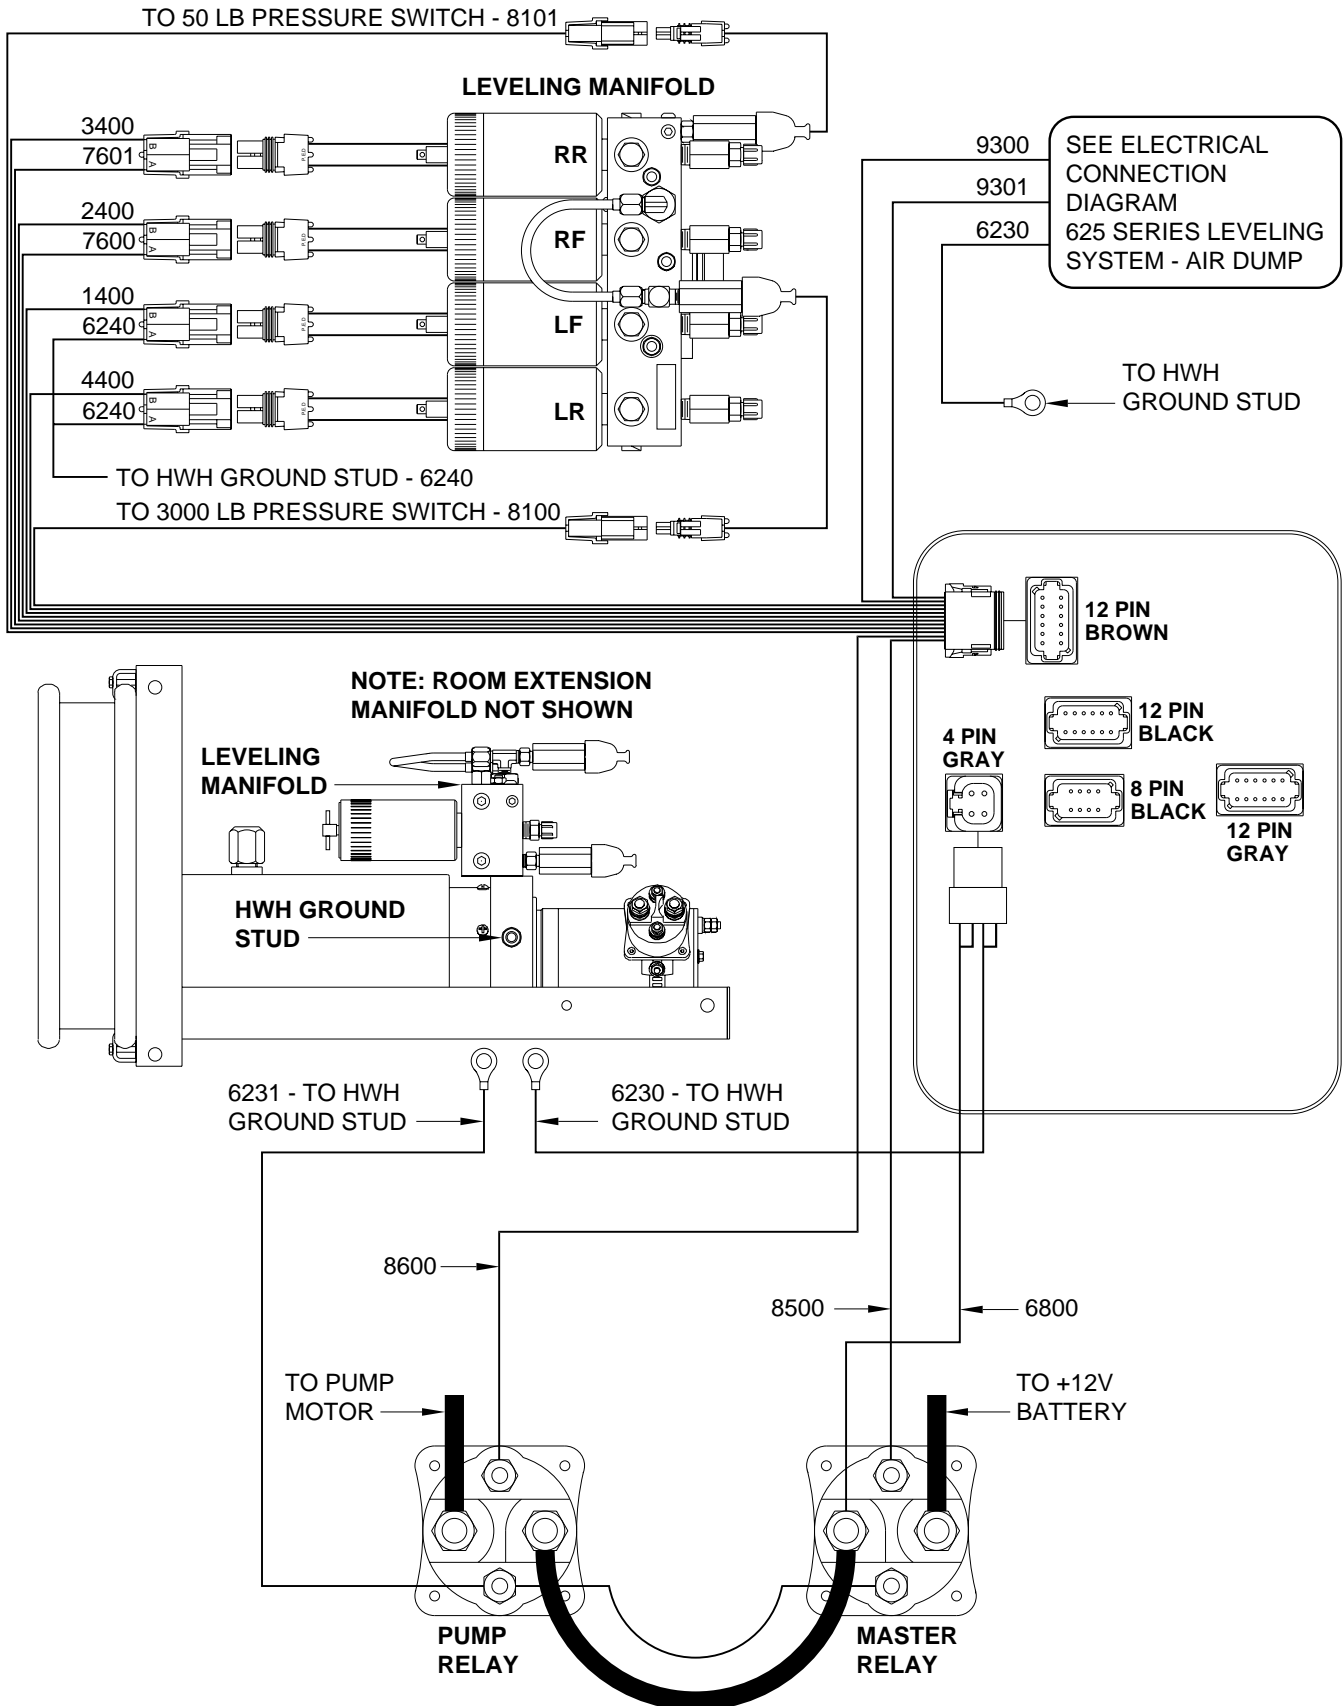 TO 50 LB PRESSURE SWITCH - 8101
LEVELING MANIFOLD
3400
7601
B
A
PED
RR
2400
7600
B
A
PED
RF
1400
6240
B
A
PED
LF
4400
6240
B
A
PED
LR
TO HWH GROUND STUD - 6240
TO 3000 LB PRESSURE SWITCH - 8100
9300
9301
6230
SEE ELECTRICAL
CONNECTION
DIAGRAM
625 SERIES LEVELING
SYSTEM - AIR DUMP
TO HWH
GROUND STUD
12 PIN
BROWN
12 PIN
BLACK
4 PIN
GRAY
8 PIN
BLACK
12 PIN
GRAY
NOTE: ROOM EXTENSION
MANIFOLD NOT SHOWN
LEVELING
MANIFOLD
HWH GROUND
STUD
6231 - TO HWH
GROUND STUD
6230 - TO HWH
GROUND STUD
8600
8500
6800
TO PUMP
MOTOR
TO +12V
BATTERY
PUMP
RELAY
MASTER
RELAY